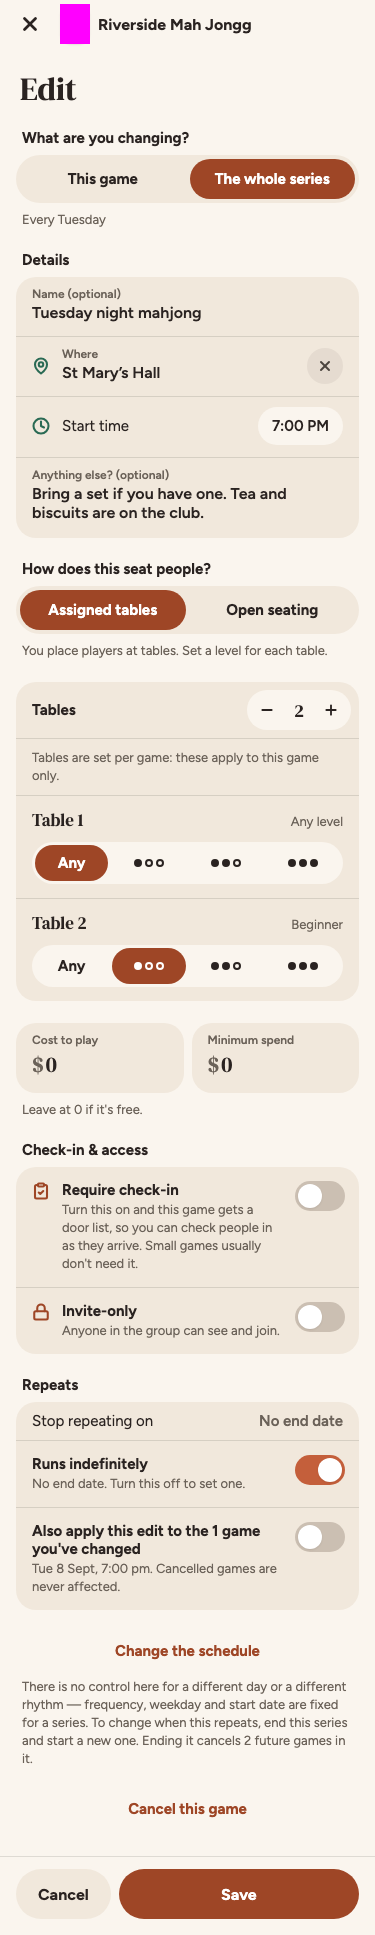 Riverside Mah Jongg
Edit
What are you changing?
This game
The whole series
Every Tuesday
Details
Name (optional)
Tuesday night mahjong
Where
St Mary's Hall
Start time
7:00 PM
Anything else? (optional)
Bring a set if you have one. Tea and
biscuits are on the club.
How does this seat people?
Assigned tables
Open seating
You place players at tables. Set a level for each table.
Tables
2
Tables are set per game: these apply to this game
only.
Table 1
Any level
Any
Table 2
Beginner
Any
Cost to play
$0
Minimum spend
$0
Leave at 0 if it's free.
Check-in & access
Require check-in
Turn this on and this game gets a
door list, so you can check people in
as they arrive. Small games usually
don't need it.
Invite-only
Anyone in the group can see and join.
Repeats
Stop repeating on
No end date
Runs indefinitely
No end date. Turn this off to set one.
Also apply this edit to the 1 game
you've changed
Tue 8 Sept, 7:00 pm. Cancelled games are
never affected.
Change the schedule
There is no control here for a different day or a different
rhythm — frequency, weekday and start date are fixed
for a series. To change when this repeats, end this series
and start a new one. Ending it cancels 2 future games in
it.
Cancel this game
Cancel
Save